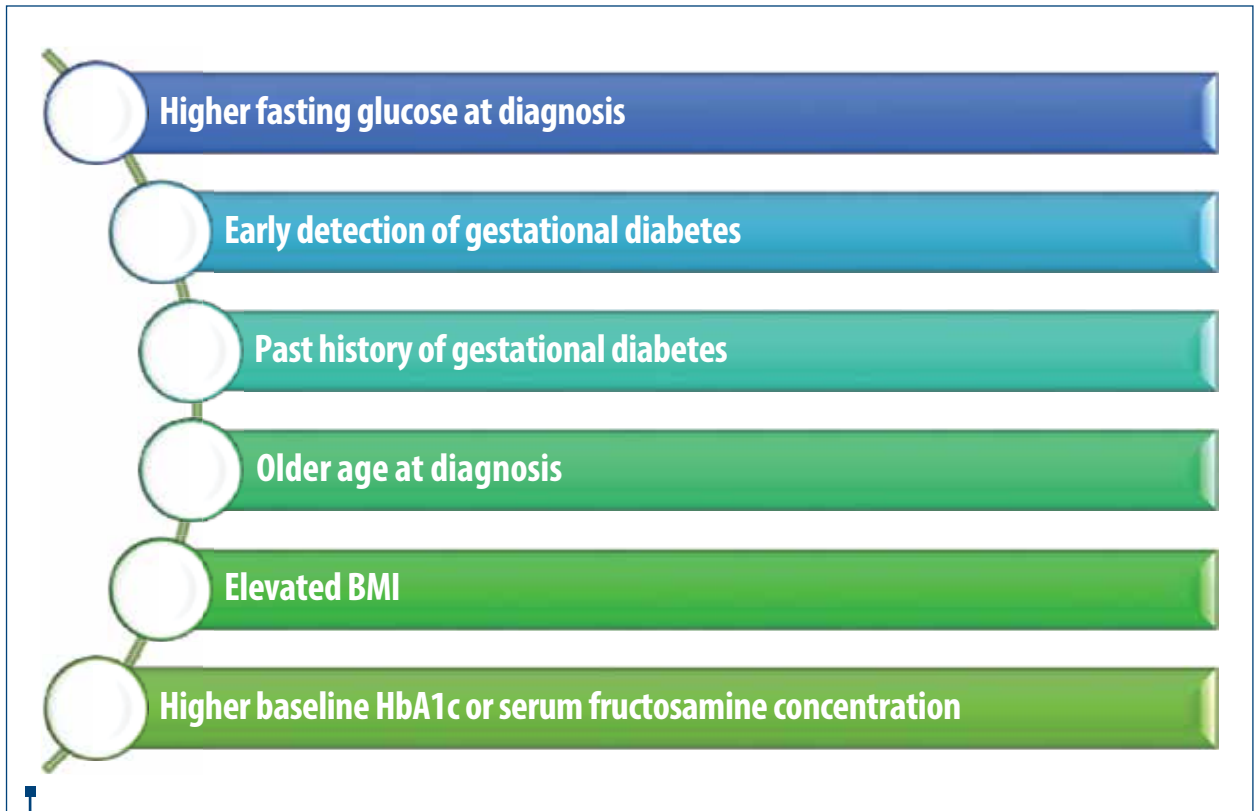 Higher fasting glucose at diagnosis
Early detection of gestational diabetes
Past history of gestational diabetes
Older age at diagnosis
Elevated BMI
Higher baseline HbA1c or serum fructosamine concentration